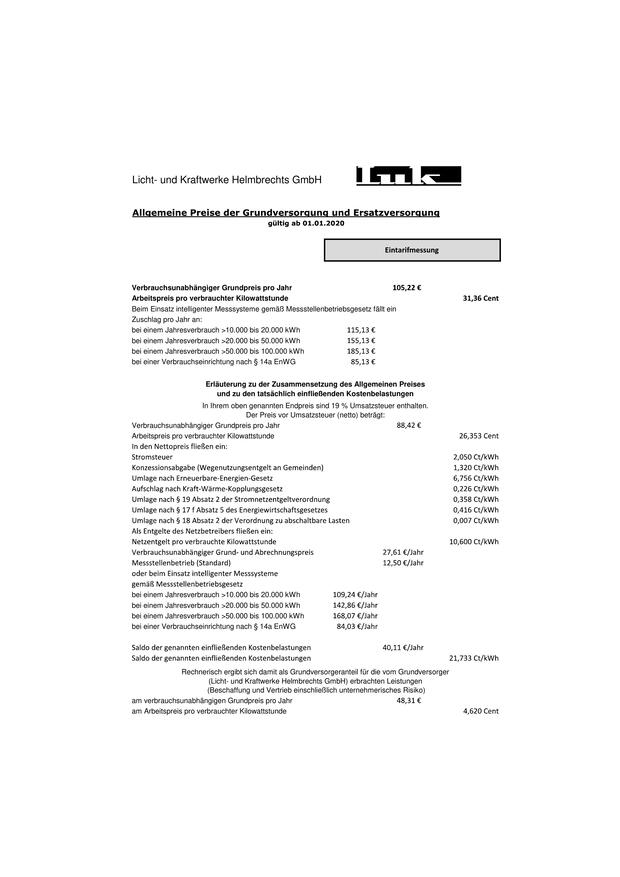 Licht- und Kraftwerke Helmbrechts GmbH
Allgemeine Preise der Grundversorgung und Ersatzversorgung
gültig ab 01.01.2020
Eintarifmessung
Verbrauchsunabhängiger Grundpreis pro Jahr 105,22 €
Arbeitspreis pro verbrauchter Kilowattstunde 31,36 Cent
Beim Einsatz intelligenter Messsysteme gemäß Messstellenbetriebsgesetz fällt ein
Zuschlag pro Jahr an:
bei einem Jahresverbrauch >10.000 bis 20.000 kWh 115,13 €
bei einem Jahresverbrauch >20.000 bis 50.000 kWh 155,13 €
bei einem Jahresverbrauch >50.000 bis 100.000 kWh 185,13 €
bei einer Verbrauchseinrichtung nach § 14a EnWG 85,13 €
Erläuterung zu der Zusammensetzung des Allgemeinen Preises
und zu den tatsächlich einfließenden Kostenbelastungen
In Ihrem oben genannten Endpreis sind 19 % Umsatzsteuer enthalten.
Der Preis vor Umsatzsteuer (netto) beträgt:
Verbrauchsunabhängiger Grundpreis pro Jahr 88,42 €
Arbeitspreis pro verbrauchter Kilowattstunde 26,353 Cent
In den Nettopreis fließen ein:
Stromsteuer 2,050 Ct/kWh
Konzessionsabgabe (Wegenutzungsentgelt an Gemeinden) 1,320 Ct/kWh
Umlage nach Erneuerbare-Energien-Gesetz 6,756 Ct/kWh
Aufschlag nach Kraft-Wärme-Kopplungsgesetz 0,226 Ct/kWh
Umlage nach § 19 Absatz 2 der Stromnetzentgeltverordnung 0,358 Ct/kWh
Umlage nach § 17 f Absatz 5 des Energiewirtschaftsgesetzes 0,416 Ct/kWh
Umlage nach § 18 Absatz 2 der Verordnung zu abschaltbare Lasten 0,007 Ct/kWh
Als Entgelte des Netzbetreibers fließen ein:
Netzentgelt pro verbrauchte Kilowattstunde 10,600 Ct/kWh
Verbrauchsunabhängiger Grund- und Abrechnungspreis 27,61 €/Jahr
Messstellenbetrieb (Standard) 12,50 €/Jahr
oder beim Einsatz intelligenter Messsysteme
gemäß Messstellenbetriebsgesetz
bei einem Jahresverbrauch >10.000 bis 20.000 kWh 109,24 €/Jahr
bei einem Jahresverbrauch >20.000 bis 50.000 kWh 142,86 €/Jahr
bei einem Jahresverbrauch >50.000 bis 100.000 kWh 168,07 €/Jahr
bei einer Verbrauchseinrichtung nach § 14a EnWG 84,03 €/Jahr
Saldo der genannten einfließenden Kostenbelastungen 40,11 €/Jahr
Saldo der genannten einfließenden Kostenbelastungen 21,733 Ct/kWh
Rechnerisch ergibt sich damit als Grundversorgeranteil für die vom Grundversorger
(Licht- und Kraftwerke Helmbrechts GmbH) erbrachten Leistungen
(Beschaffung und Vertrieb einschließlich unternehmerisches Risiko)
am verbrauchsunabhängigen Grundpreis pro Jahr 48,31 €
am Arbeitspreis pro verbrauchter Kilowattstunde 4,620 Cent